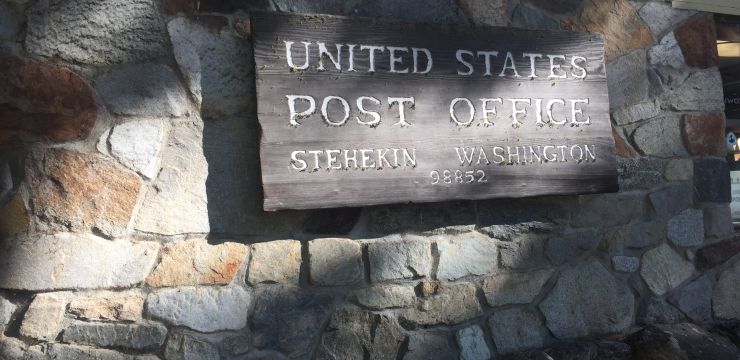 UNITED STATES
POST OFFICE
STEHEKIN WASHINGTON
98852